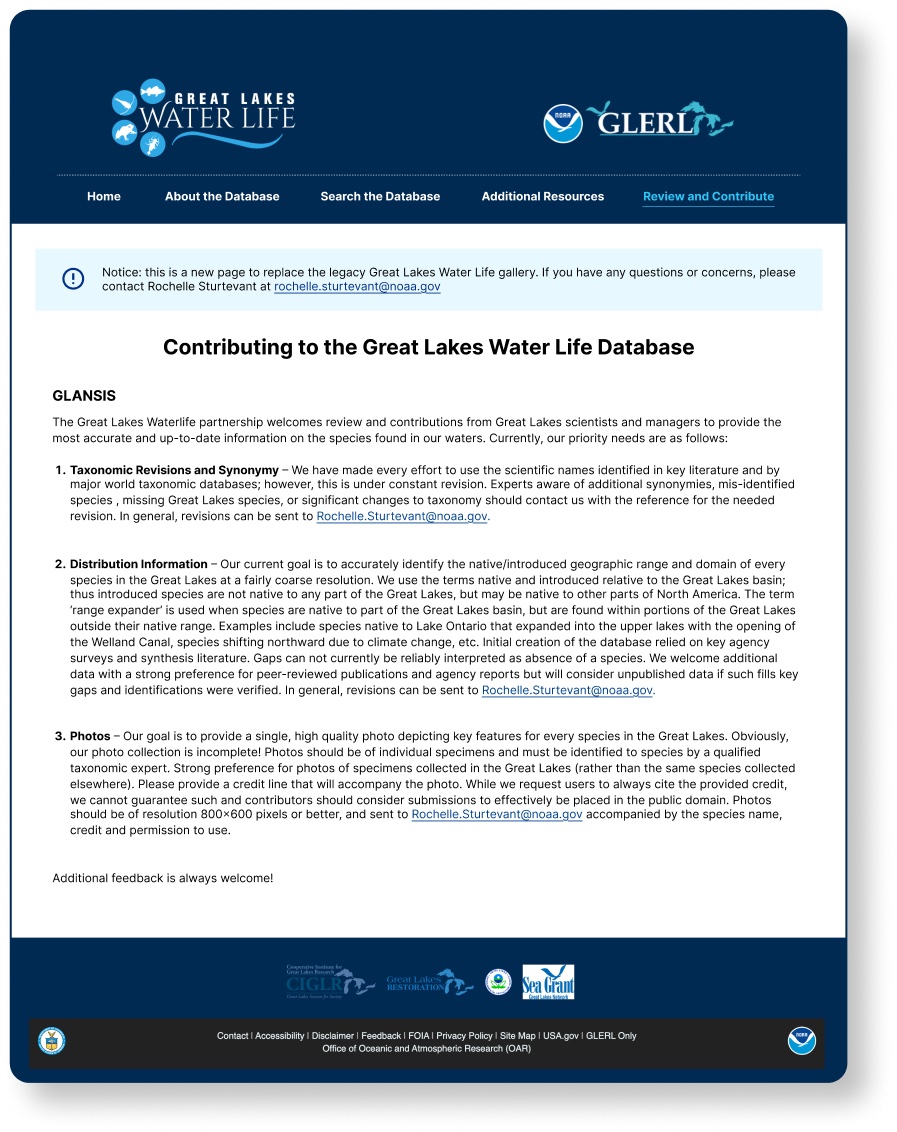 GREAT LAKES
WATER LIFE
NOAA
GLERL
Home
About the Database
Search the Database
Additional Resources
Review and Contribute
Notice: this is a new page to replace the legacy Great Lakes Water Life gallery. If you have any questions or concerns, please
contact Rochelle Sturtevant at rochelle.sturtevant@noaa.gov
Contributing to the Great Lakes Water Life Database
GLANSIS
The Great Lakes Waterlife partnership welcomes review and contributions from Great Lakes scientists and managers to provide the
most accurate and up-to-date information on the species found in our waters. Currently, our priority needs are as follows:
1. Taxonomic Revisions and Synonymy – We have made every effort to use the scientific names identified in key literature and by
major world taxonomic databases; however, this is under constant revision. Experts aware of additional synonymies, mis-identified
species , missing Great Lakes species, or significant changes to taxonomy should contact us with the reference for the needed
revision. In general, revisions can be sent to Rochelle.Sturtevant@noaa.gov.
2. Distribution Information – Our current goal is to accurately identify the native/introduced geographic range and domain of every
species in the Great Lakes at a fairly coarse resolution. We use the terms native and introduced relative to the Great Lakes basin;
thus introduced species are not native to any part of the Great Lakes, but may be native to other parts of North America. The term
'range expander' is used when species are native to part of the Great Lakes basin, but are found within portions of the Great Lakes
outside their native range. Examples include species native to Lake Ontario that expanded into the upper lakes with the opening of
the Welland Canal, species shifting northward due to climate change, etc. Initial creation of the database relied on key agency
surveys and synthesis literature. Gaps can not currently be reliably interpreted as absence of a species. We welcome additional
data with a strong preference for peer-reviewed publications and agency reports but will consider unpublished data if such fills key
gaps and identifications were verified. In general, revisions can be sent to Rochelle.Sturtevant@noaa.gov.
3. Photos – Our goal is to provide a single, high quality photo depicting key features for every species in the Great Lakes. Obviously,
our photo collection is incomplete! Photos should be of individual specimens and must be identified to species by a qualified
taxonomic expert. Strong preference for photos of specimens collected in the Great Lakes (rather than the same species collected
elsewhere). Please provide a credit line that will accompany the photo. While we request users to always cite the provided credit,
we cannot guarantee such and contributors should consider submissions to effectively be placed in the public domain. Photos
should be of resolution 800×600 pixels or better, and sent to Rochelle.Sturtevant@noaa.gov accompanied by the species name,
credit and permission to use.
Additional feedback is always welcome!
Cooperative Institute for
Great Lakes Research
CIGLR
Great Lakes Science for Society
Great Lakes
RESTORATION
Sea Grant
Great Lakes Network
Contact | Accessibility | Disclaimer | Feedback | FOIA | Privacy Policy | Site Map | USA.gov | GLERL Only
Office of Oceanic and Atmospheric Research (OAR)
NOAA